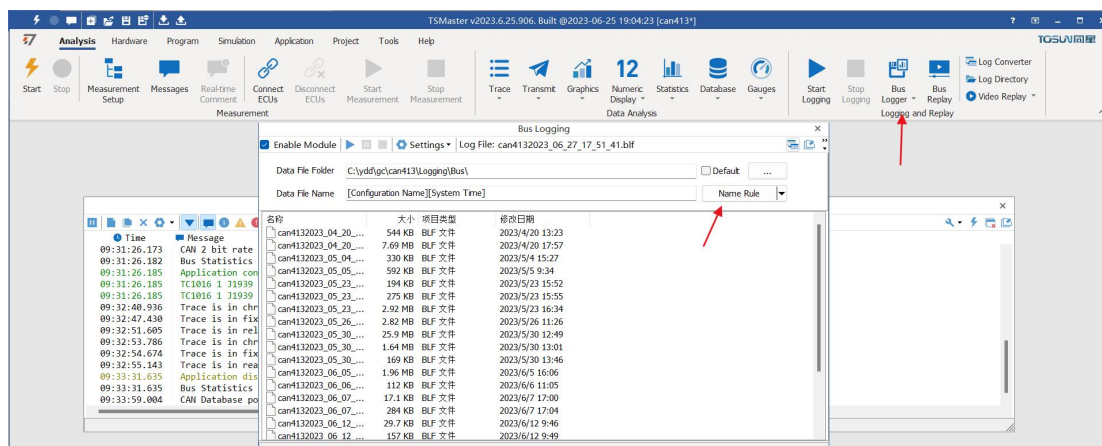 TSMaster v2023.6.25.906. Built @2023-06-25 19:04:23 [can413*]
Analysis Hardware Program Simulation Application Project Tools Help
TOSUN同星
Start Stop Measurement Setup Messages Real-time Comment Connect ECUs Disconnect ECUs Start Measurement Stop Measurement Trace Transmit Graphics 12 Numeric Display Statistics Database Gauges Start Logging Stop Logging Bus Logger Bus Replay Log Converter
Log Directory
Video Replay
Measurement Data Analysis Logging and Replay
Bus Logging
Enable Module Settings Log File: can4132023_06_27_17_51_41.blf
Data File Folder C:\ydd\gc\can413\Logging\Bus\ Default ...
Data File Name [Configuration Name][System Time] Name Rule
名称 大小 项目类型 修改日期
can4132023_04_20_... 544 KB BLF 文件 2023/4/20 13:23
can4132023_04_20_... 7.69 MB BLF 文件 2023/4/20 17:57
can4132023_05_04_... 330 KB BLF 文件 2023/5/4 15:27
can4132023_05_05_... 592 KB BLF 文件 2023/5/5 9:34
can4132023_05_23_... 194 KB BLF 文件 2023/5/23 15:52
can4132023_05_23_... 275 KB BLF 文件 2023/5/23 15:55
can4132023_05_23_... 2.92 MB BLF 文件 2023/5/23 16:34
can4132023_05_26_... 2.82 MB BLF 文件 2023/5/26 11:26
can4132023_05_30_... 25.9 MB BLF 文件 2023/5/30 12:49
can4132023_05_30_... 1.64 MB BLF 文件 2023/5/30 13:01
can4132023_05_30_... 169 KB BLF 文件 2023/5/30 13:46
can4132023_06_05_... 1.96 MB BLF 文件 2023/6/5 16:06
can4132023_06_06_... 112 KB BLF 文件 2023/6/6 11:05
can4132023_06_07_... 17.1 KB BLF 文件 2023/6/7 17:00
can4132023_06_07_... 284 KB BLF 文件 2023/6/7 17:04
can4132023_06_12_... 29.7 KB BLF 文件 2023/6/12 9:46
can4132023_06_12_... 157 KB BLF 文件 2023/6/12 9:49
Time Message
09:31:26.173 CAN 2 bit rate
09:31:26.182 Bus Statistics
09:31:26.185 Application con
09:31:26.185 TC1016 1 J1939
09:31:26.185 TC1016 1 J1939
09:32:40.936 Trace is in chr
09:32:47.430 Trace is in fix
09:32:51.605 Trace is in rel
09:32:53.786 Trace is in chr
09:32:54.674 Trace is in fix
09:32:55.143 Trace is in rea
09:33:31.635 Application dis
09:33:31.635 Bus Statistics
09:33:59.004 CAN Database po